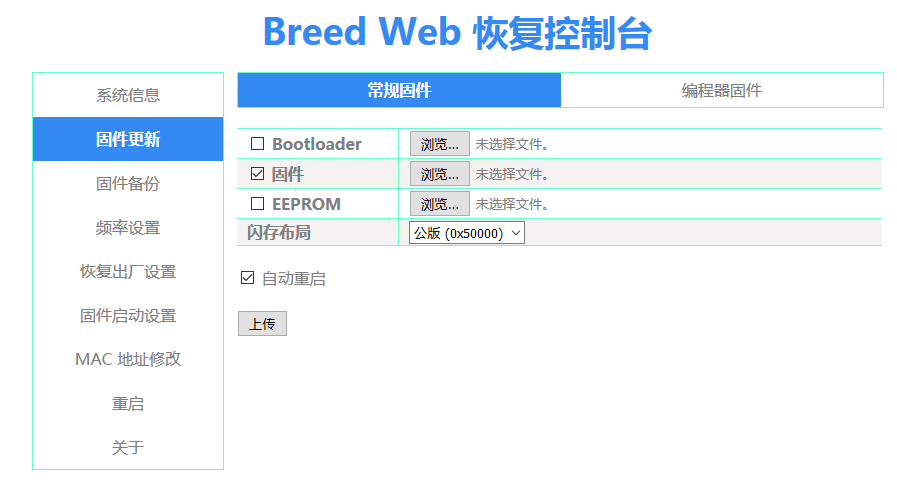 Breed Web 恢复控制台
系统信息
固件更新
固件备份
频率设置
恢复出厂设置
固件启动设置
MAC 地址修改
重启
关于
常规固件 编程器固件
Bootloader 浏览... 未选择文件。
固件 浏览... 未选择文件。
EEPROM 浏览... 未选择文件。
闪存布局 公版 (0x50000)
自动重启
上传